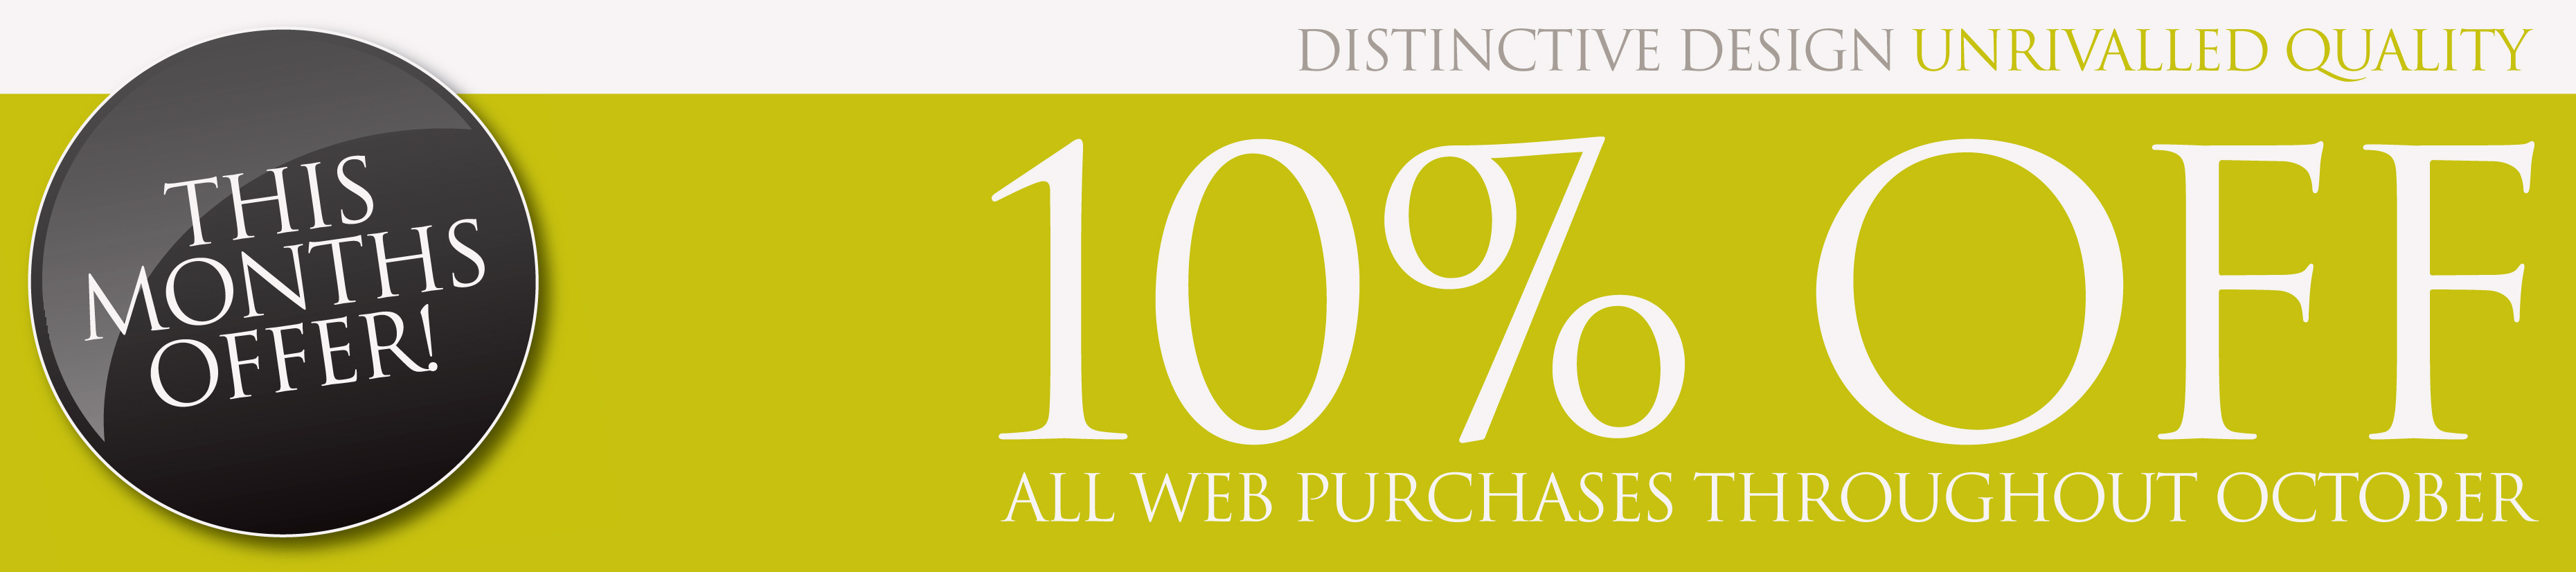 THIS
MONTHS
OFFER!
DISTINCTIVE DESIGN UNRIVALLED QUALITY
10% OFF
ALL WEB PURCHASES THROUGHOUT OCTOBER